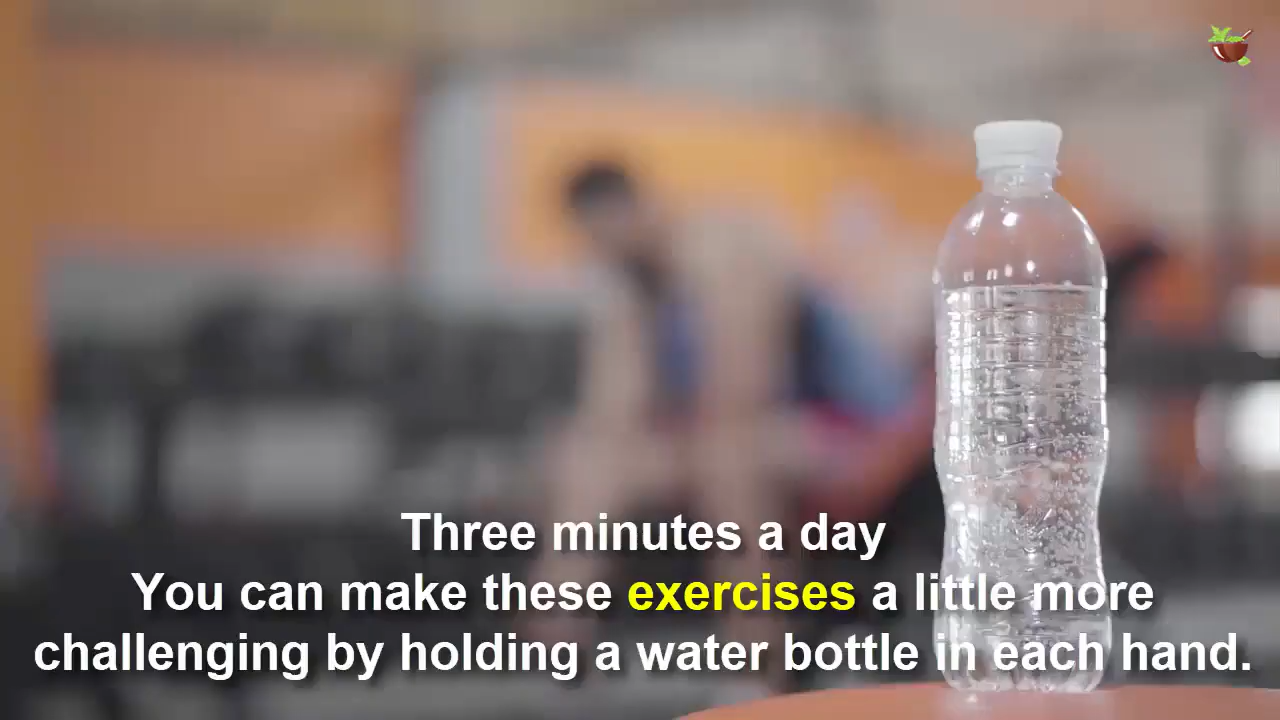 Three minutes a day
You can make these exercises a little more
challenging by holding a water bottle in each hand.